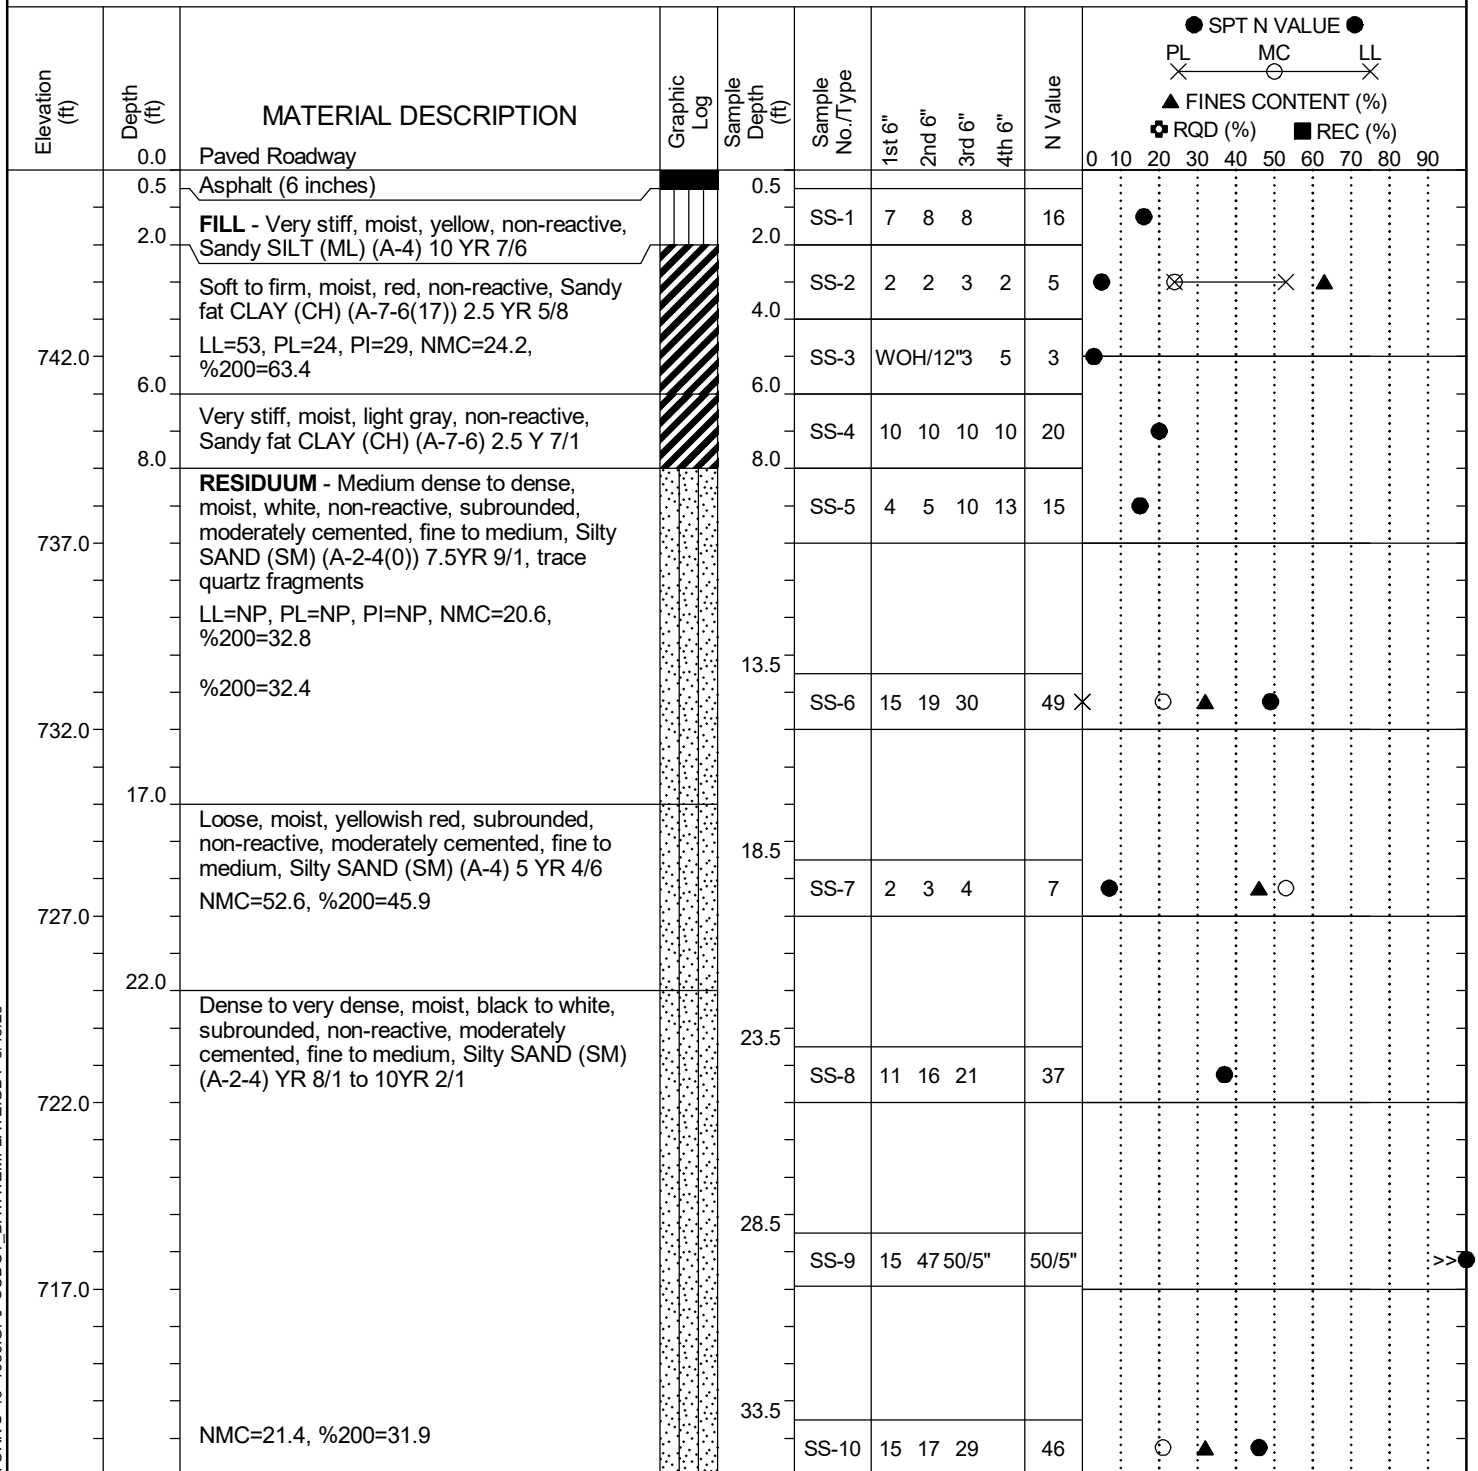 ● SPT N VALUE ●
PL MC LL
▲ FINES CONTENT (%)
RQD (%) ■ REC (%)
0 10 20 30 40 50 60 70 80 90
Elevation (ft)
Depth (ft)
MATERIAL DESCRIPTION
Graphic Log
Sample Depth (ft)
Sample No./Type
1st 6"
2nd 6"
3rd 6"
4th 6"
N Value
0.0 Paved Roadway
0.5 Asphalt (6 inches) 0.5
FILL - Very stiff, moist, yellow, non-reactive,
SS-1 7 8 8 16
2.0 Sandy SILT (ML) (A-4) 10 YR 7/6 2.0
Soft to firm, moist, red, non-reactive, Sandy
SS-2 2 2 3 2 5
fat CLAY (CH) (A-7-6(17)) 2.5 YR 5/8 4.0
LL=53, PL=24, PI=29, NMC=24.2,
742.0 SS-3 WOH/12"3 5 3
%200=63.4
6.0 6.0
Very stiff, moist, light gray, non-reactive,
SS-4 10 10 10 10 20
Sandy fat CLAY (CH) (A-7-6) 2.5 Y 7/1
8.0 8.0
RESIDUUM - Medium dense to dense,
moist, white, non-reactive, subrounded,
SS-5 4 5 10 13 15
moderately cemented, fine to medium, Silty
737.0
SAND (SM) (A-2-4(0)) 7.5YR 9/1, trace
quartz fragments
LL=NP, PL=NP, PI=NP, NMC=20.6,
%200=32.8
13.5
%200=32.4
SS-6 15 19 30 49
732.0
17.0
Loose, moist, yellowish red, subrounded,
non-reactive, moderately cemented, fine to
18.5
medium, Silty SAND (SM) (A-4) 5 YR 4/6
SS-7 2 3 4 7
NMC=52.6, %200=45.9
727.0
22.0
Dense to very dense, moist, black to white,
subrounded, non-reactive, moderately
23.5
cemented, fine to medium, Silty SAND (SM)
(A-2-4) YR 8/1 to 10YR 2/1
SS-8 11 16 21 37
722.0
28.5
SS-9 15 47 50/5" 50/5" >>
717.0
33.5
NMC=21.4, %200=31.9
SS-10 15 17 29 46